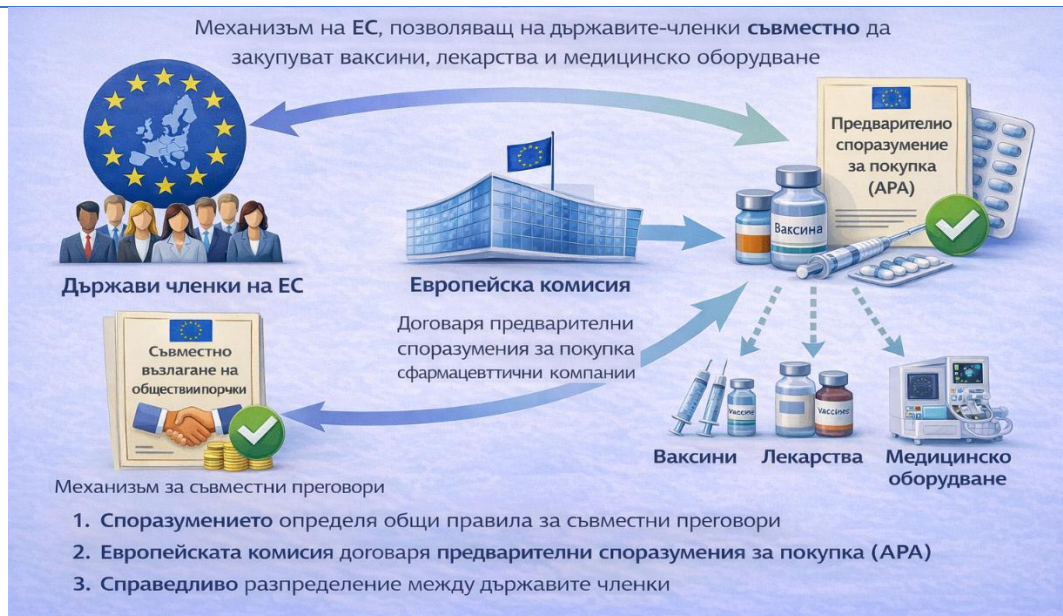 Механизъм на ЕС, позволяващ на държавите-членки съвместно да
закупуват ваксини, лекарства и медицинско оборудване
Предварително
споразумение
за покупка
(APA)
Ваксина
Държави членки на ЕС
Европейска комисия
Съвместно
възлагане на
обществиипорчки
Договаря предварителни
споразумения за покупка
сфармацевттични компании
Vaccine
Vaccines
Ваксини
Лекарства
Медицинско
оборудване
Механизъм за съвместни преговори
1. Споразумението определя общи правила за съвместни преговори
2. Европейската комисия договаря предварителни споразумения за покупка (APA)
3. Справедливо разпределение между държавите членки